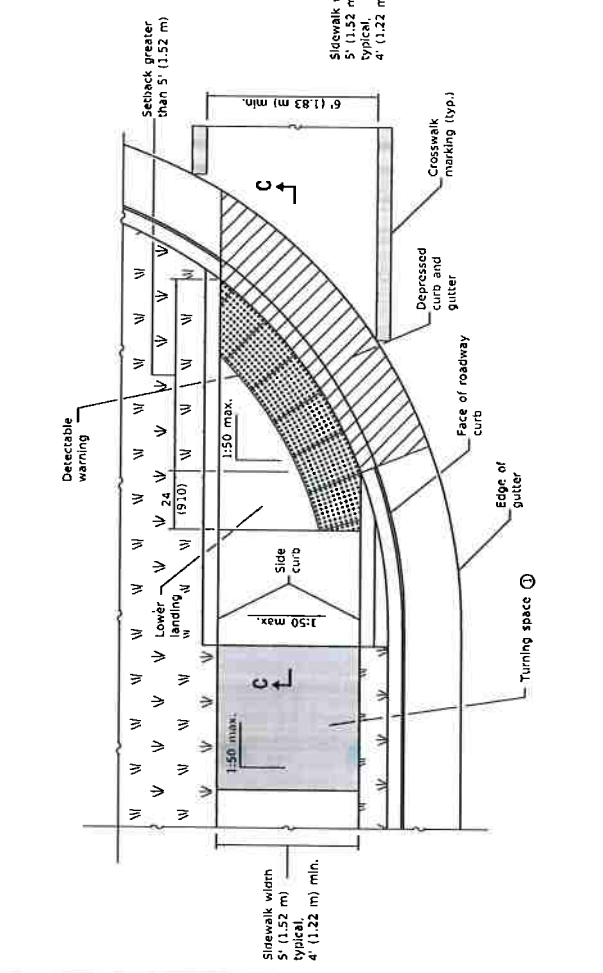 Setback greater
than 5' (1.52 m)
Sidewalk
5' (1.52 m
typical,
4' (1.22 m
6' (1.83 m) min.
Detectable
warning
C
Crosswalk
marking (typ.)
1:50 max.
24
(910)
Depressed
curb and
gutter
Lower
landing
Side
curb
Face of roadway
curb
1:50 max.
Edge of
gutter
C
1:50 max.
Turning space ①
Sidewalk width
5' (1.52 m)
typical,
4' (1.22 m) min.